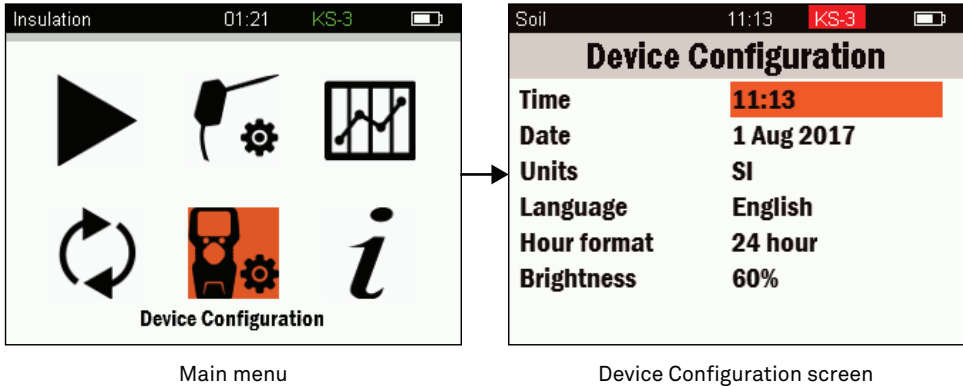 Insulation 01:21 KS-3
Device Configuration
Main menu
Soil 11:13 KS-3
Device Configuration
Time 11:13
Date 1 Aug 2017
Units SI
Language English
Hour format 24 hour
Brightness 60%
Device Configuration screen